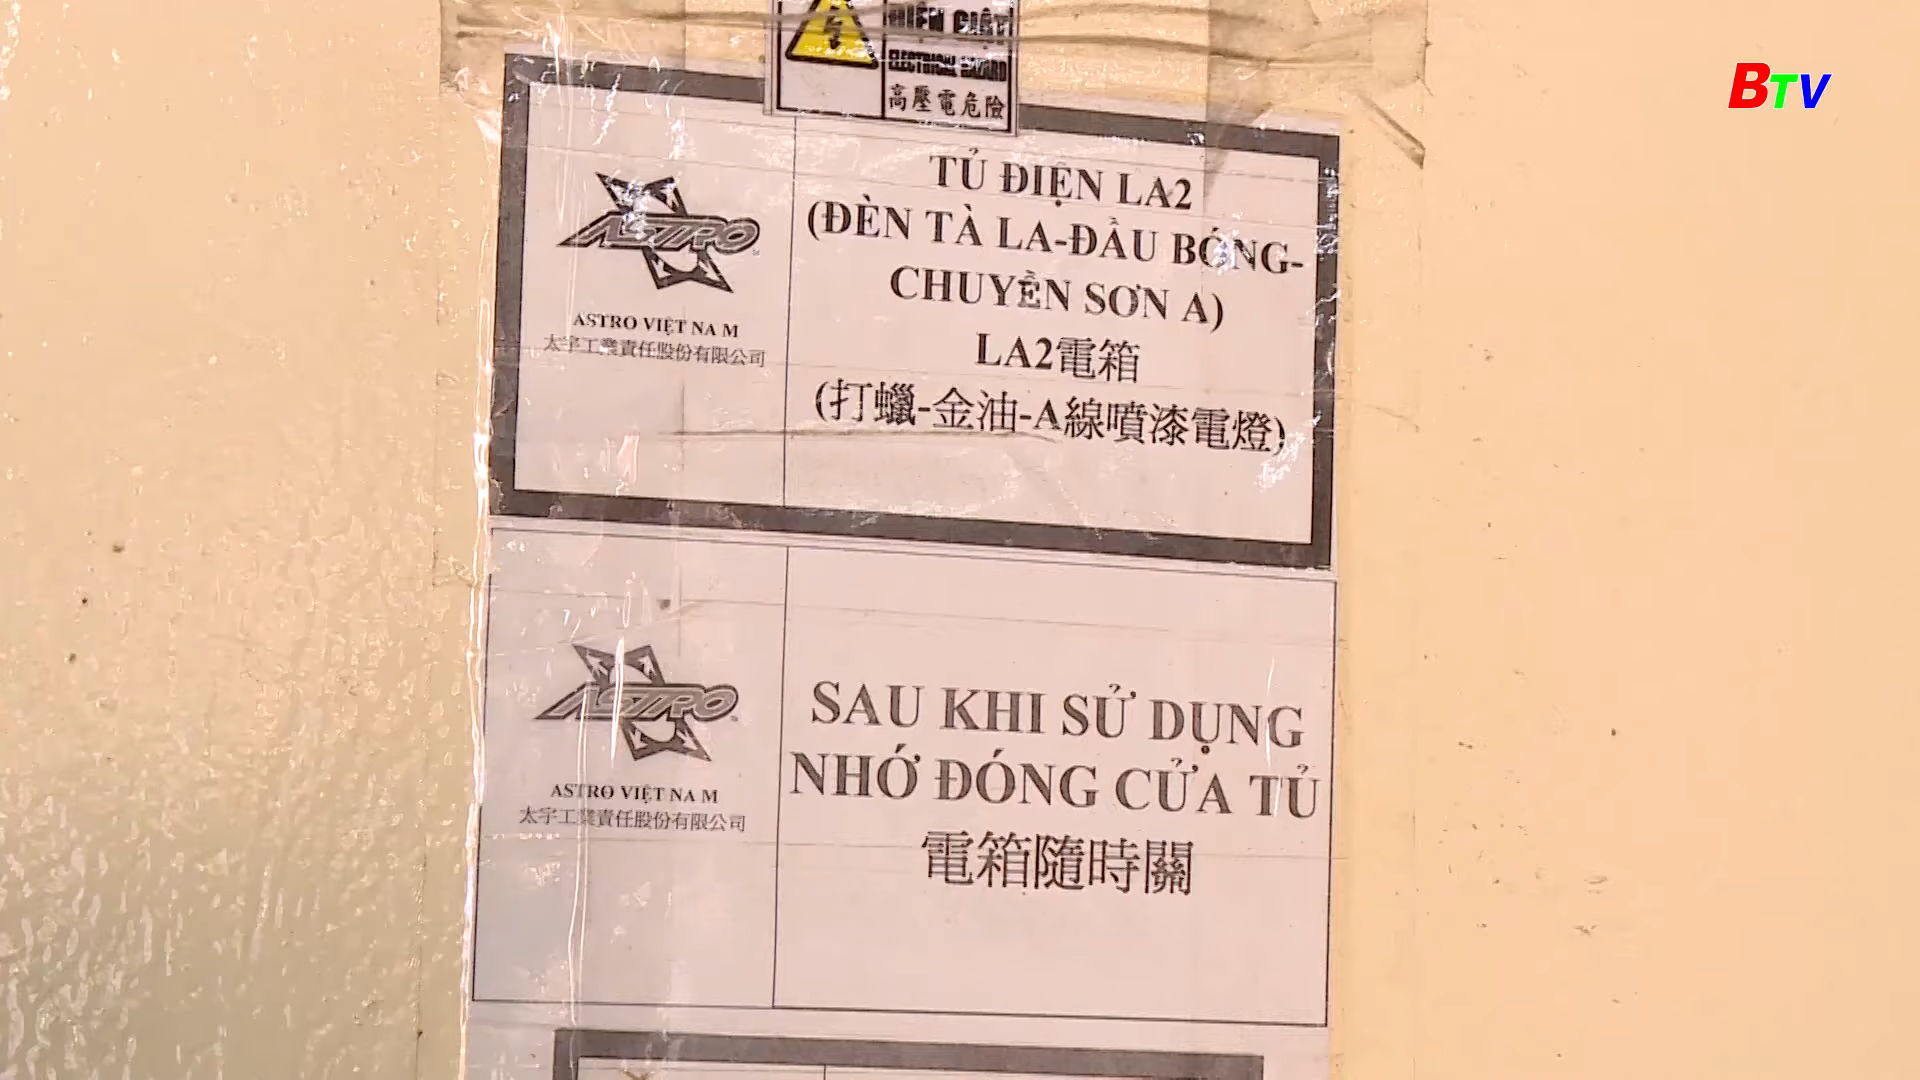 ĐIỆN GIẬT
ELECTRICAL HAZARD
高壓電危險
BTV
ASTRO
ASTRO VIỆT NA M
太宇工業責任股份有限公司
TỦ ĐIỆN LA2
(ĐÈN TÀ LA-ĐẦU BÓNG-
CHUYỀN SƠN A)
LA2電箱
(打蠟-金油-A線噴漆電燈)
ASTRO
ASTRO VIỆT NA M
太宇工業責任股份有限公司
SAU KHI SỬ DỤNG
NHỚ ĐÓNG CỬA TỦ
電箱隨時關